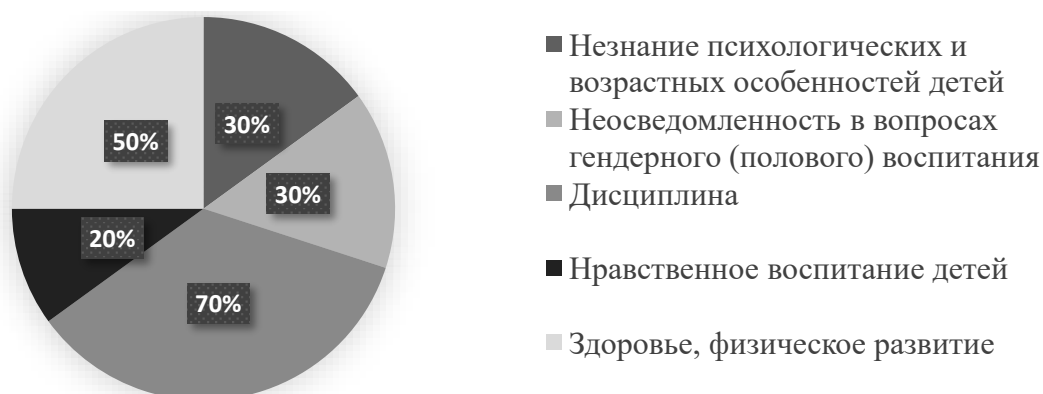 30%
30%
70%
20%
50%
Незнание психологических и
возрастных особенностей детей
Неосведомленность в вопросах
гендерного (полового) воспитания
Дисциплина
Нравственное воспитание детей
Здоровье, физическое развитие